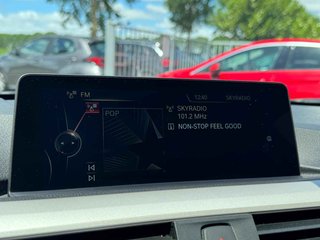 FM
12:40
SKYRADIO
POP
SKYRADIO
101.2 MHz
NON-STOP FEEL GOOD